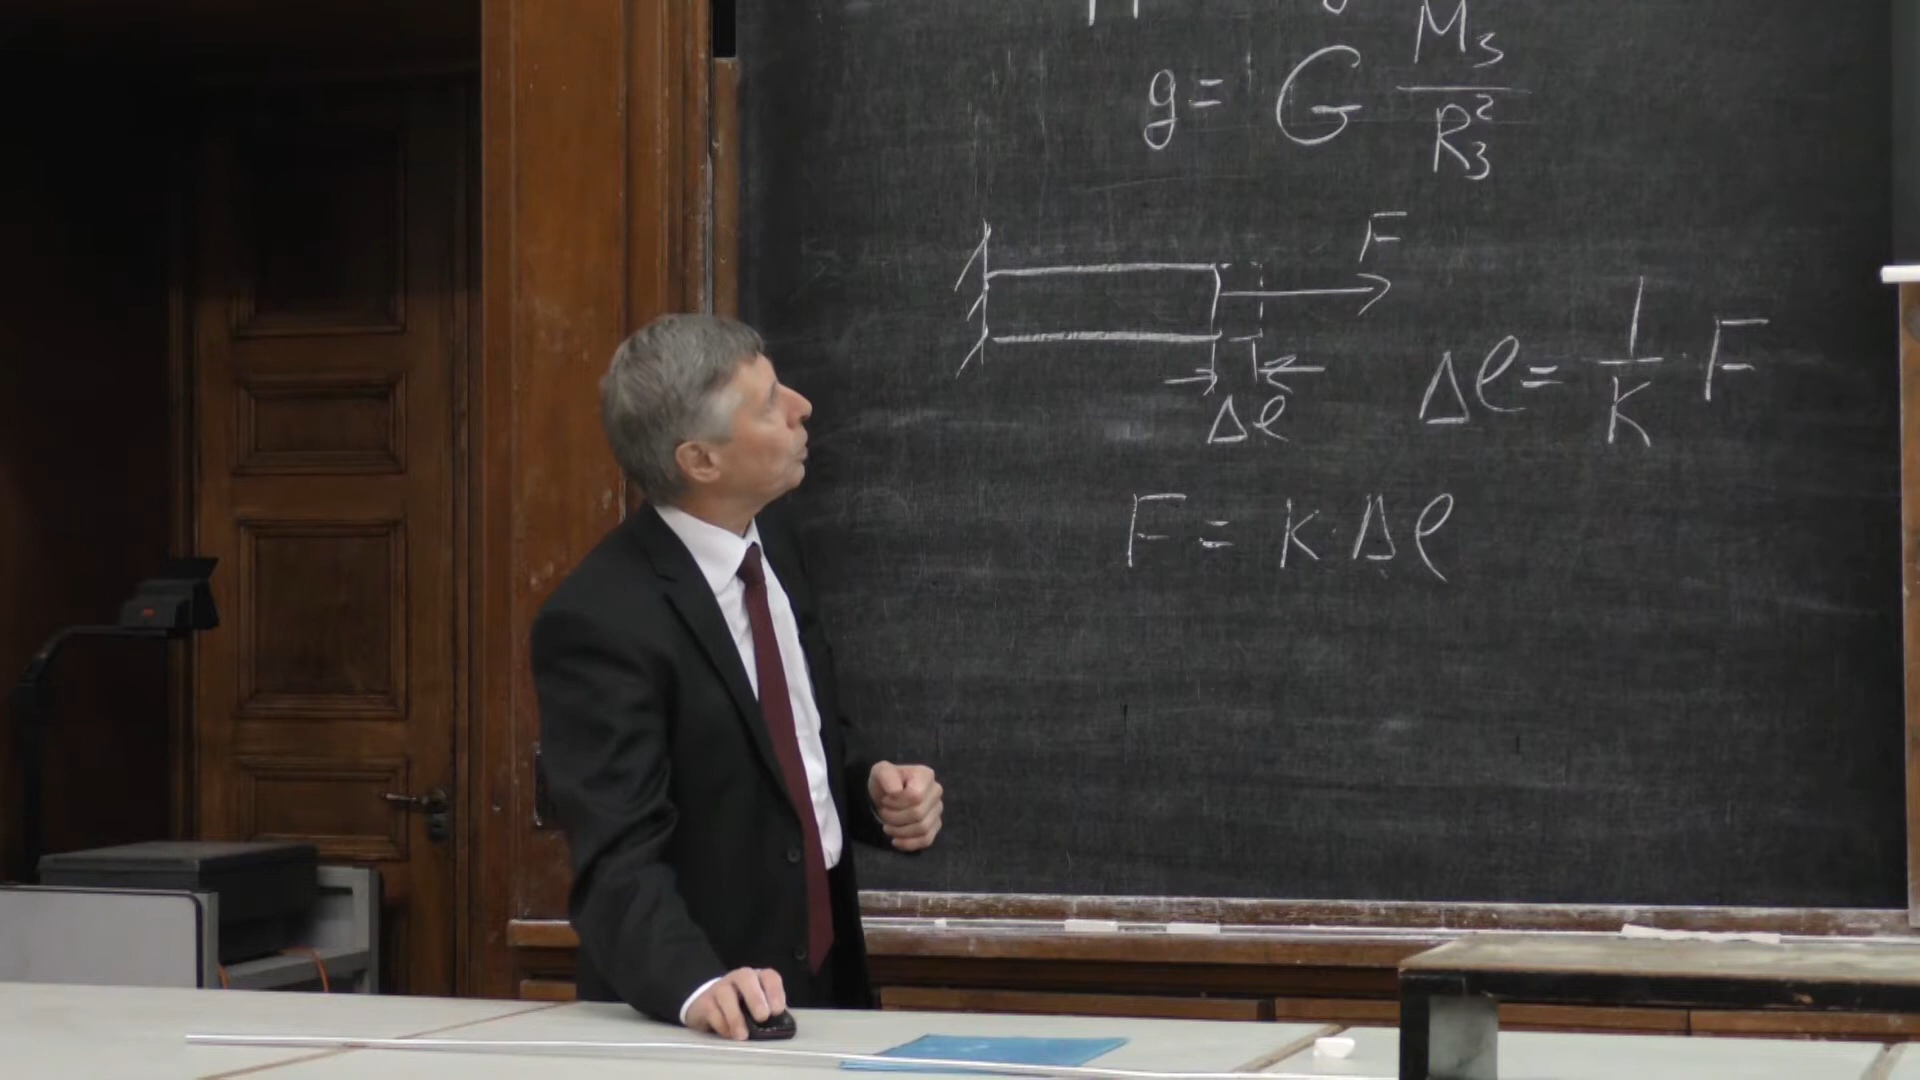 g = G M₃ / R₃²
F
Δℓ
Δℓ = 1/K · F
F = K · Δℓ